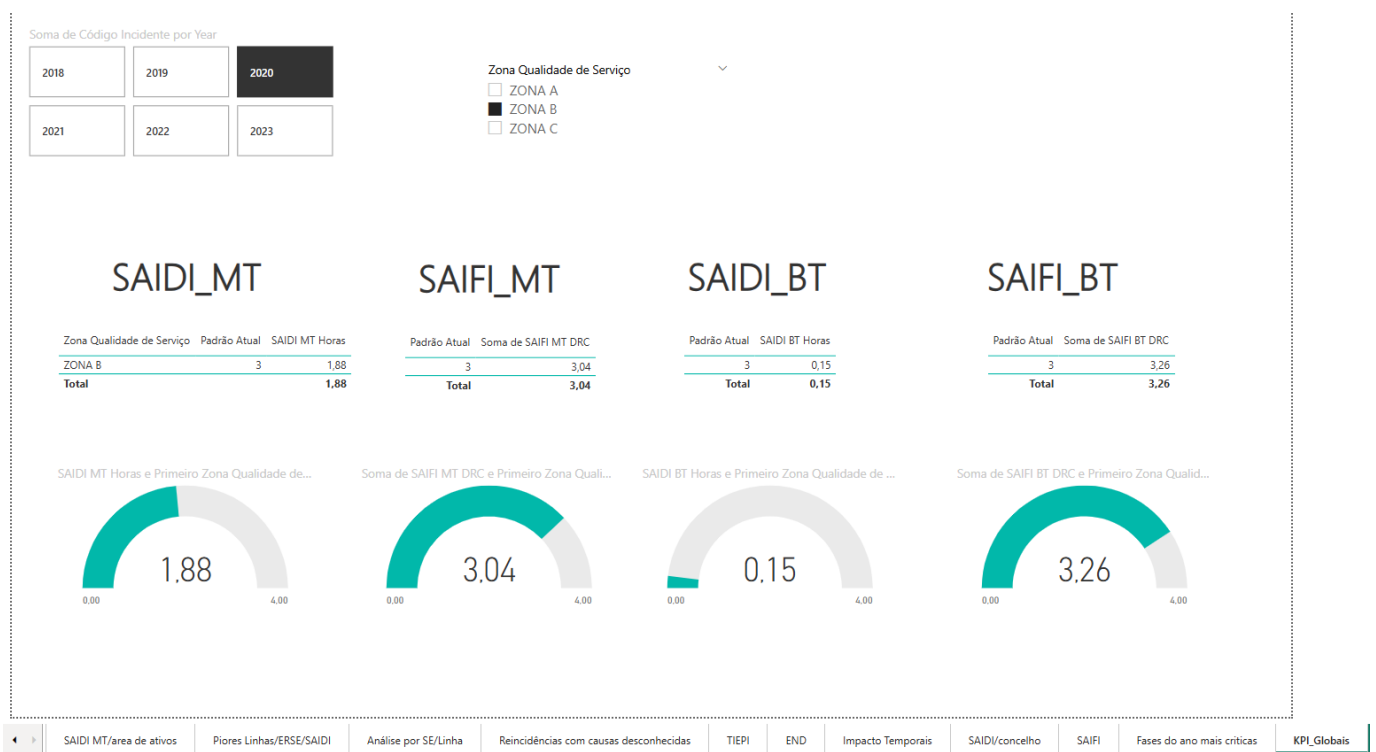 Soma de Código Incidente por Year
2018 2019 2020
2021 2022 2023
Zona Qualidade de Serviço
ZONA A
ZONA B
ZONA C
SAIDI_MT
Zona Qualidade de Serviço Padrão Atual SAIDI MT Horas
ZONA B 3 1,88
Total 1,88
SAIFI_MT
Padrão Atual Soma de SAIFI MT DRC
3 3,04
Total 3,04
SAIDI_BT
Padrão Atual SAIDI BT Horas
3 0,15
Total 0,15
SAIFI_BT
Padrão Atual Soma de SAIFI BT DRC
3 3,26
Total 3,26
SAIDI MT Horas e Primeiro Zona Qualidade de...
1,88
0,00 4,00
Soma de SAIFI MT DRC e Primeiro Zona Quali...
3,04
0,00 4,00
SAIDI BT Horas e Primeiro Zona Qualidade de ...
0,15
0,00 4,00
Soma de SAIFI BT DRC e Primeiro Zona Qualid...
3,26
0,00 4,00
SAIDI MT/area de ativos Piores Linhas/ERSE/SAIDI Análise por SE/Linha Reincidências com causas desconhecidas TIEPI END Impacto Temporais SAIDI/concelho SAIFI Fases do ano mais criticas KPI_Globais